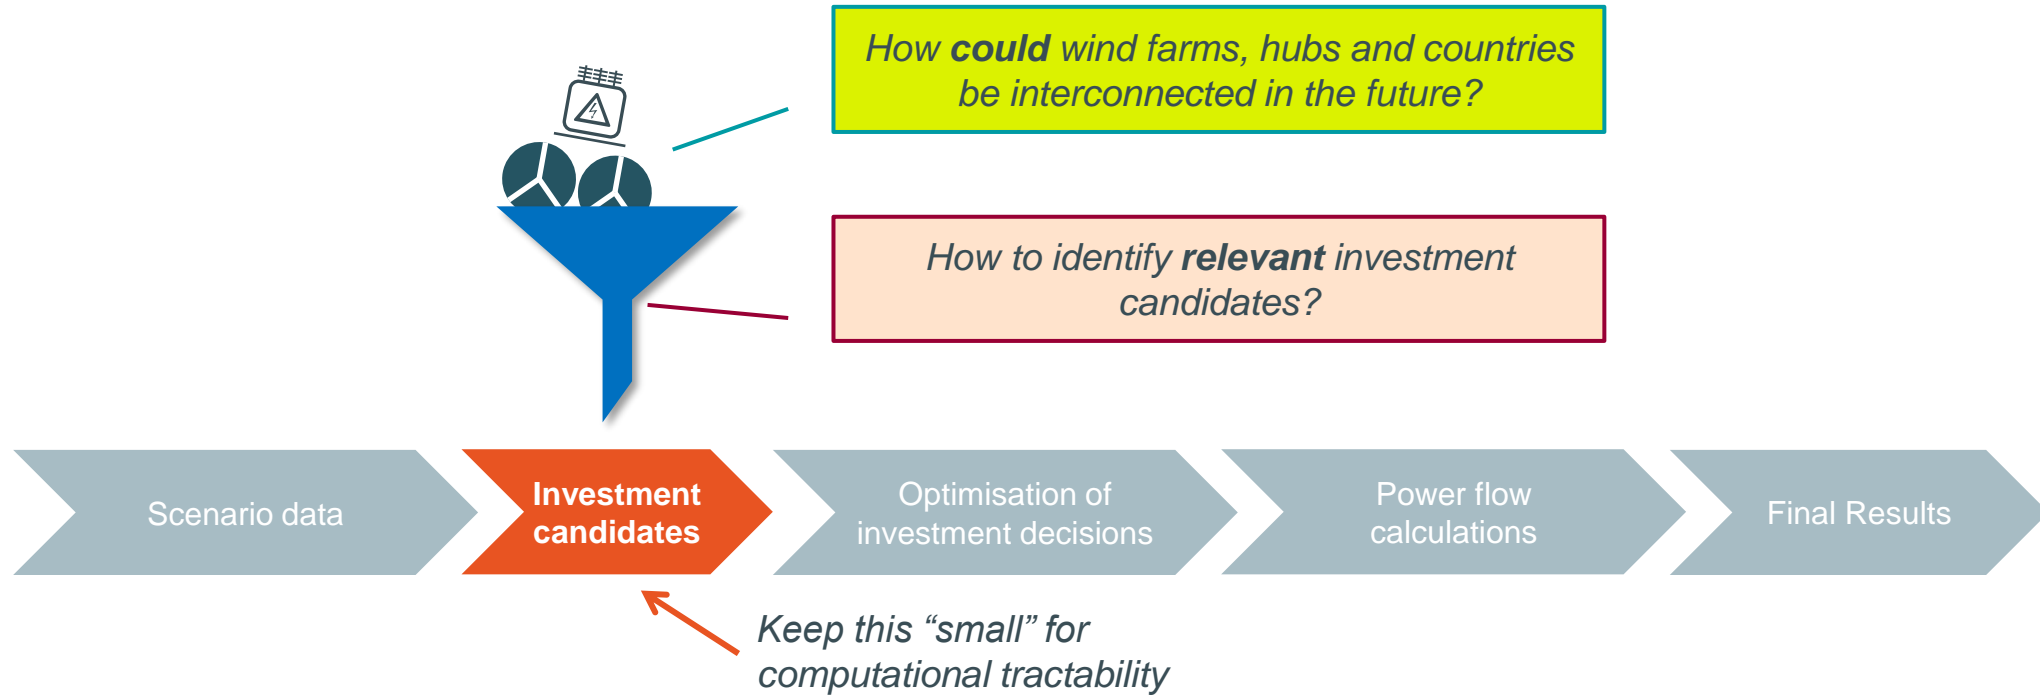 How could wind farms, hubs and countries
be interconnected in the future?
How to identify relevant investment
candidates?
Scenario data
Investment
candidates
Optimisation of
investment decisions
Power flow
calculations
Final Results
Keep this “small” for
computational tractability